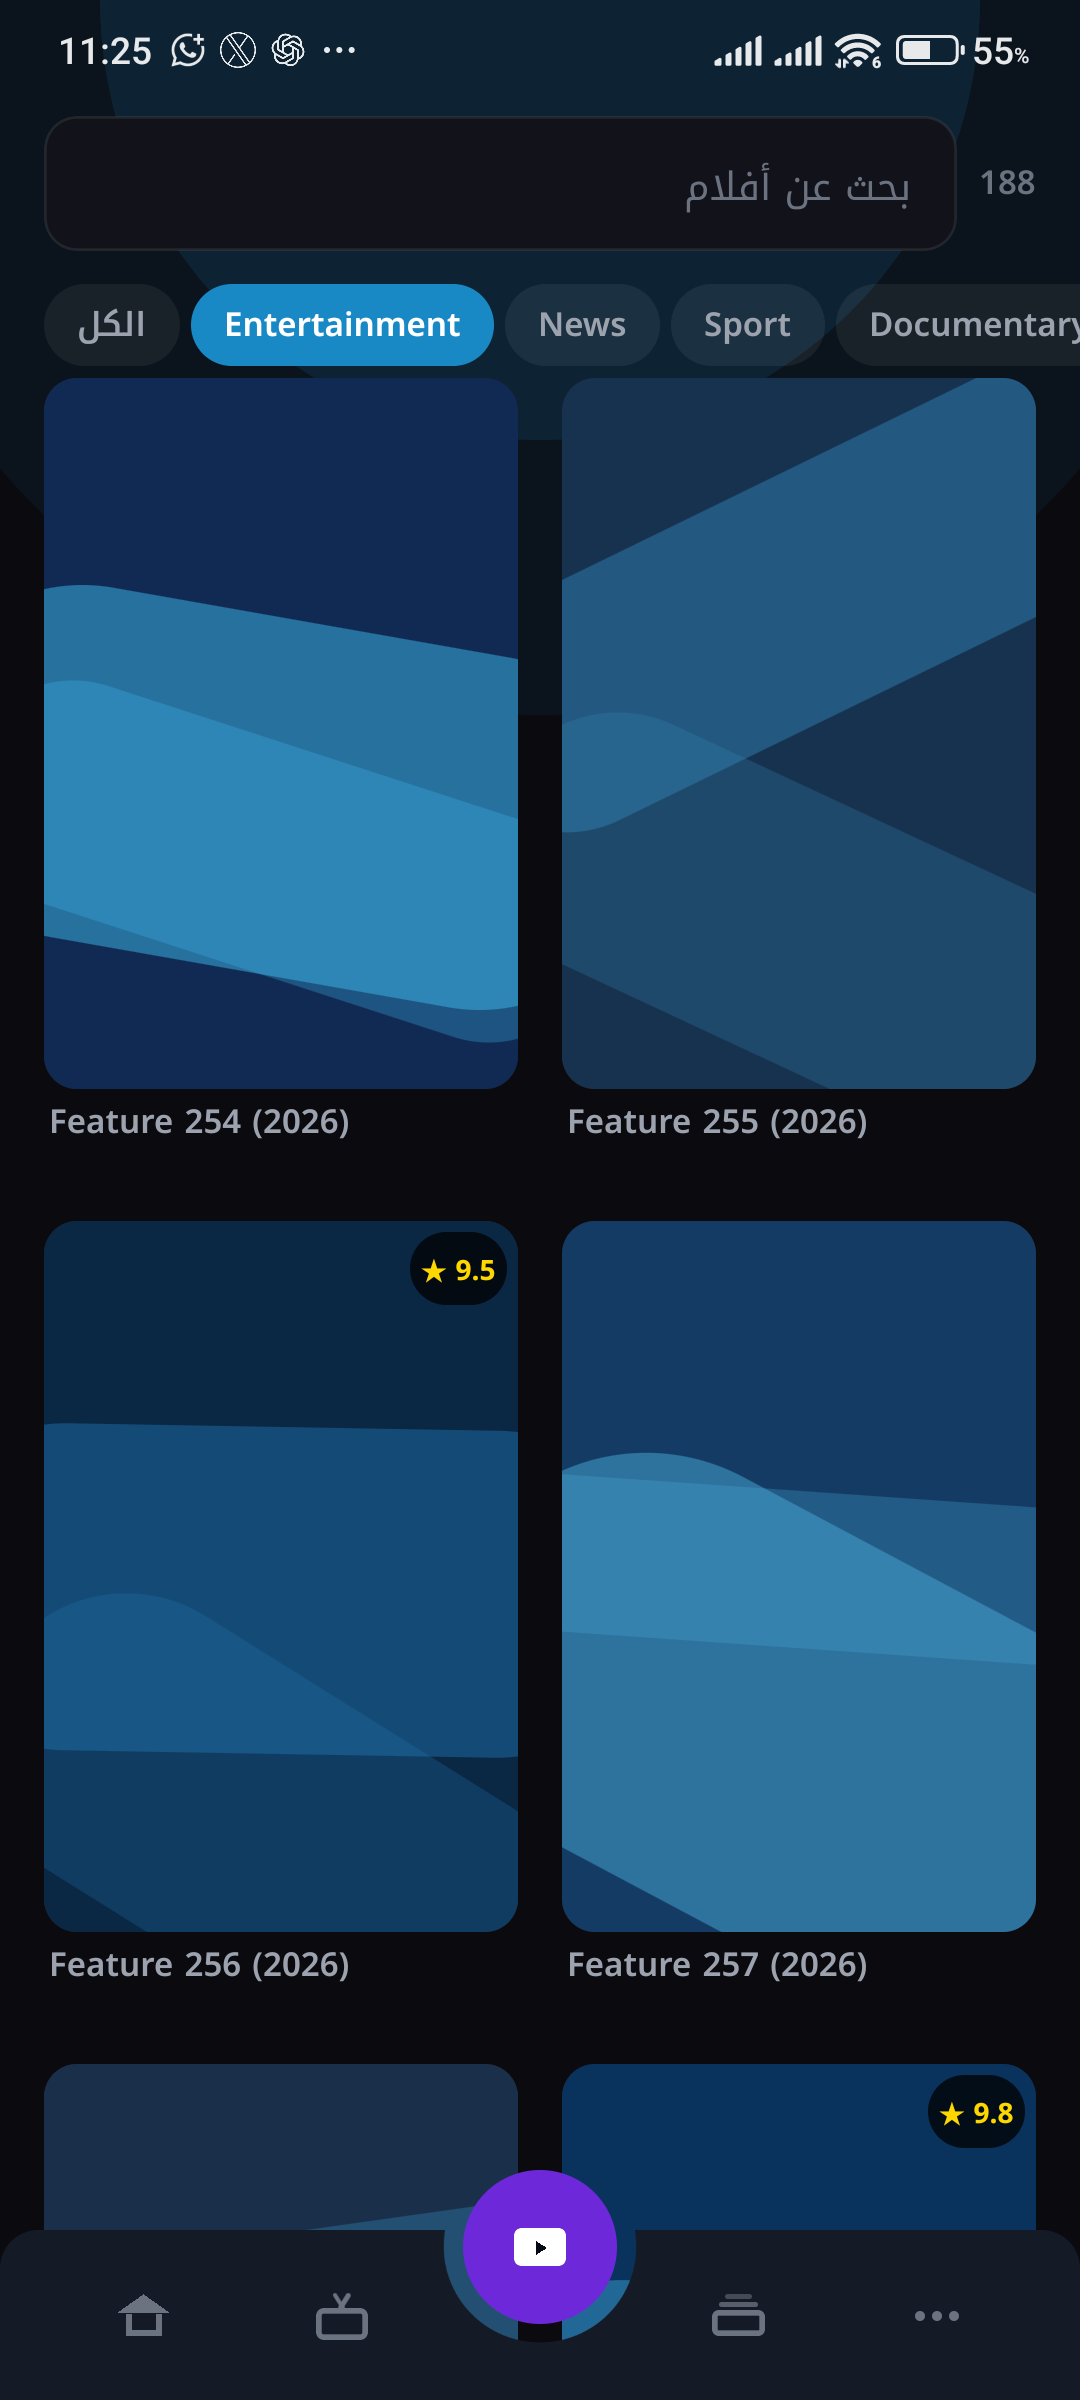 11:25 55%
بحث عن أفلام 188
الكل Entertainment News Sport Documentary
Feature 254 (2026) Feature 255 (2026)
★ 9.5
Feature 256 (2026) Feature 257 (2026)
★ 9.8